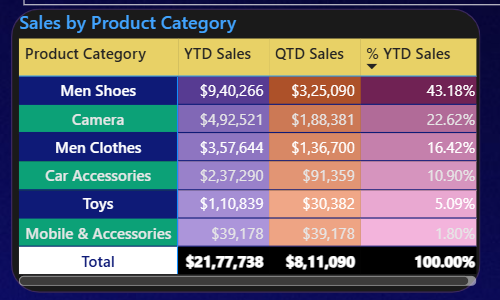 Sales by Product Category
Product Category YTD Sales QTD Sales % YTD Sales
Men Shoes $9,40,266 $3,25,090 43.18%
Camera $4,92,521 $1,88,381 22.62%
Men Clothes $3,57,644 $1,36,700 16.42%
Car Accessories $2,37,290 $91,359 10.90%
Toys $1,10,839 $30,382 5.09%
Mobile & Accessories $39,178 $39,178 1.80%
Total $21,77,738 $8,11,090 100.00%